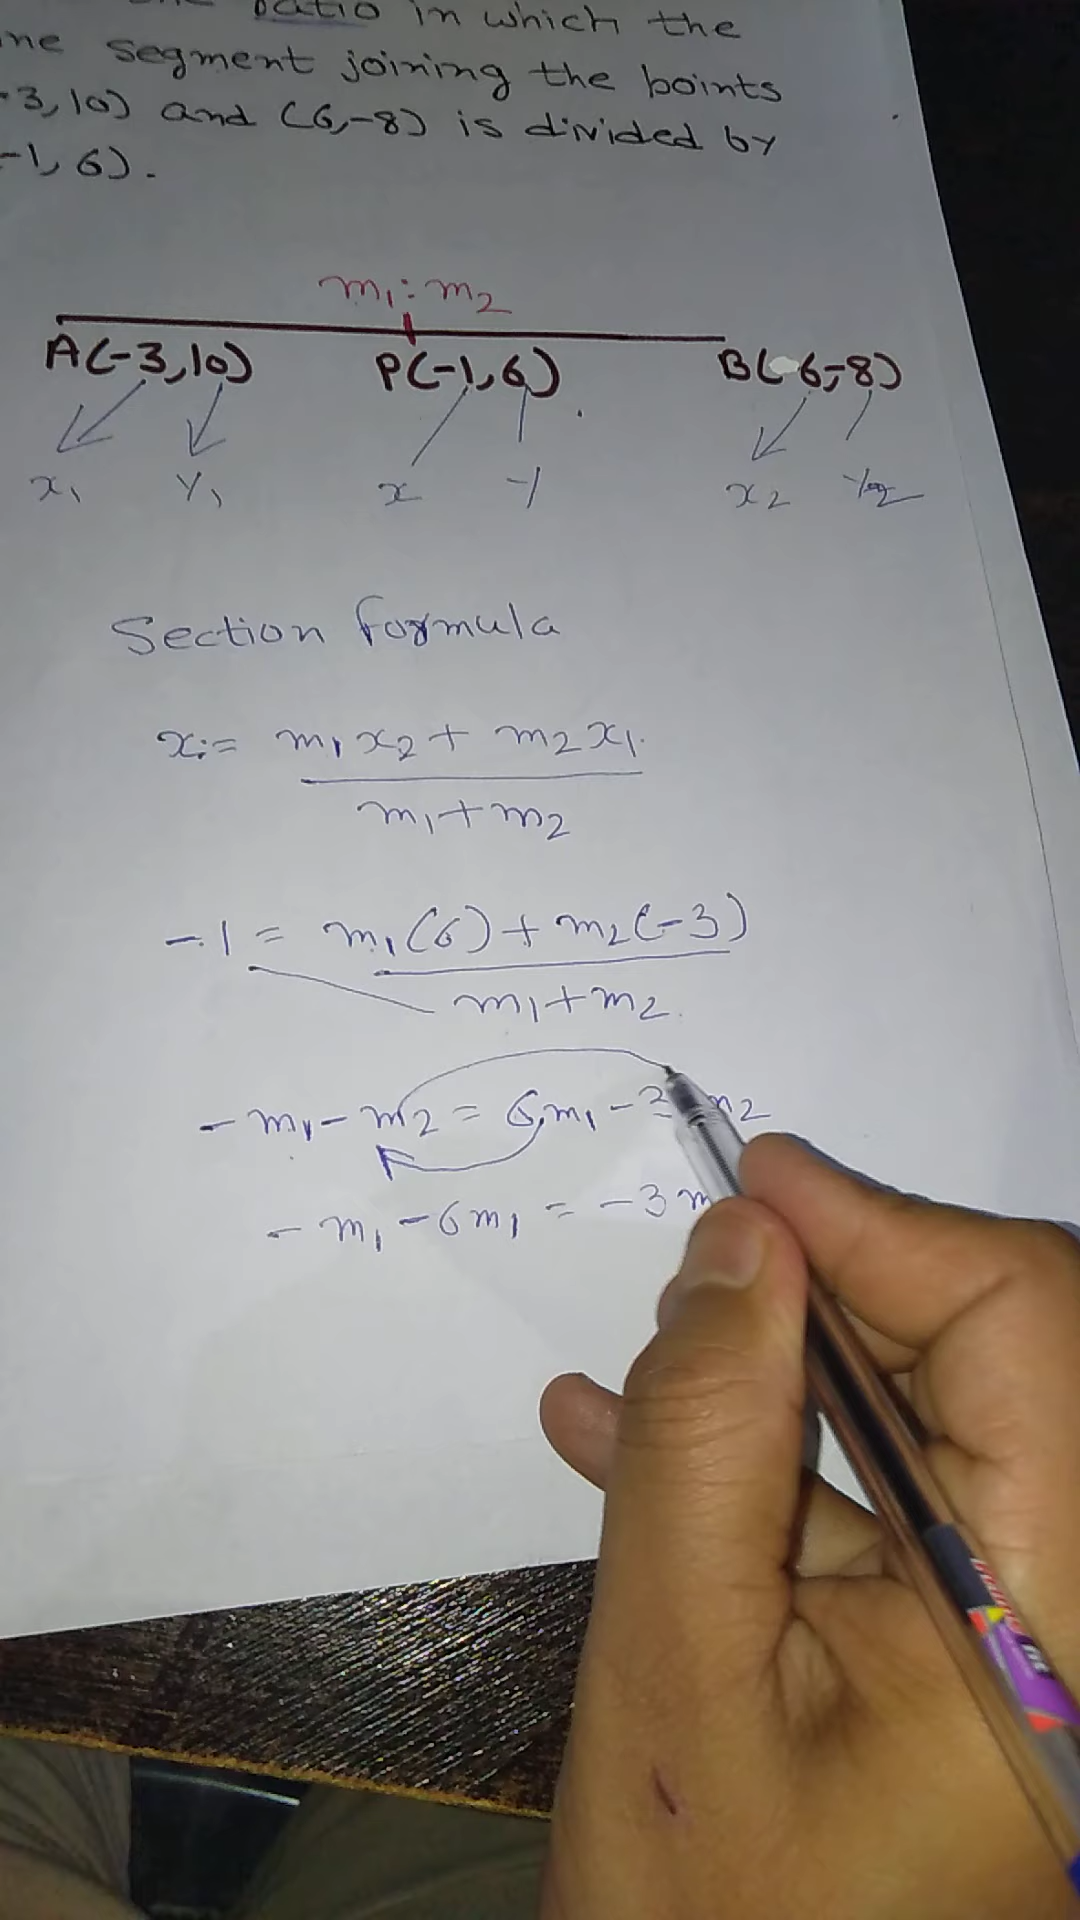 ratio in which the
segment joining the points
3, 10) and (6,-8) is divided by
-1, 6).
m₁:m₂
A(-3,10) P(-1,6) B(-6,-8)
x₁ y₁ x y x₂ y₂
Section formula
x = m₁x₂ + m₂x₁
m₁+m₂
-1 = m₁(6) + m₂(-3)
m₁+m₂
-m₁-m₂ = 6m₁-3m₂
-m₁-6m₁ = -3m